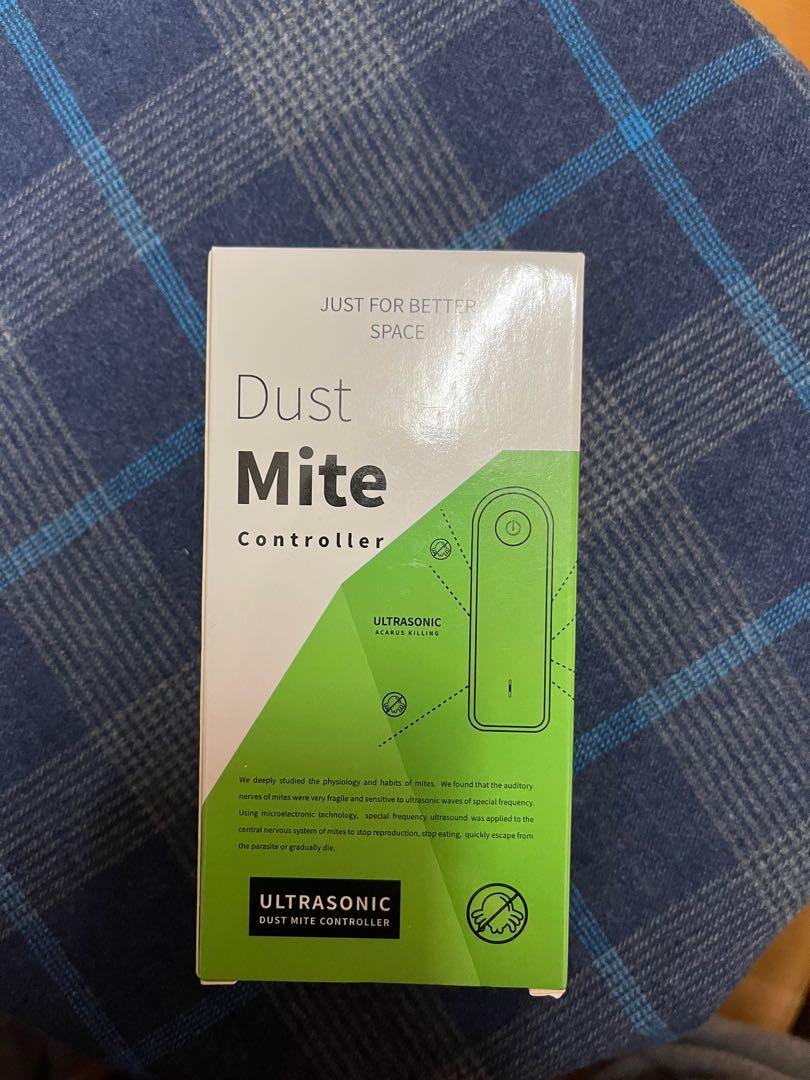 JUST FOR BETTER
SPACE
Dust
Mite
Controller
ULTRASONIC
ACARUS KILLING
We deeply studied the physiology and habits of mites. We found that the auditory
nerves of mites were very fragile and sensitive to ultrasonic waves of special frequency.
Using microelectronic technology, special frequency ultrasound was applied to the
central nervous system of mites to stop reproduction, stop eating, quickly escape from
the parasite or gradually die.
ULTRASONIC
DUST MITE CONTROLLER